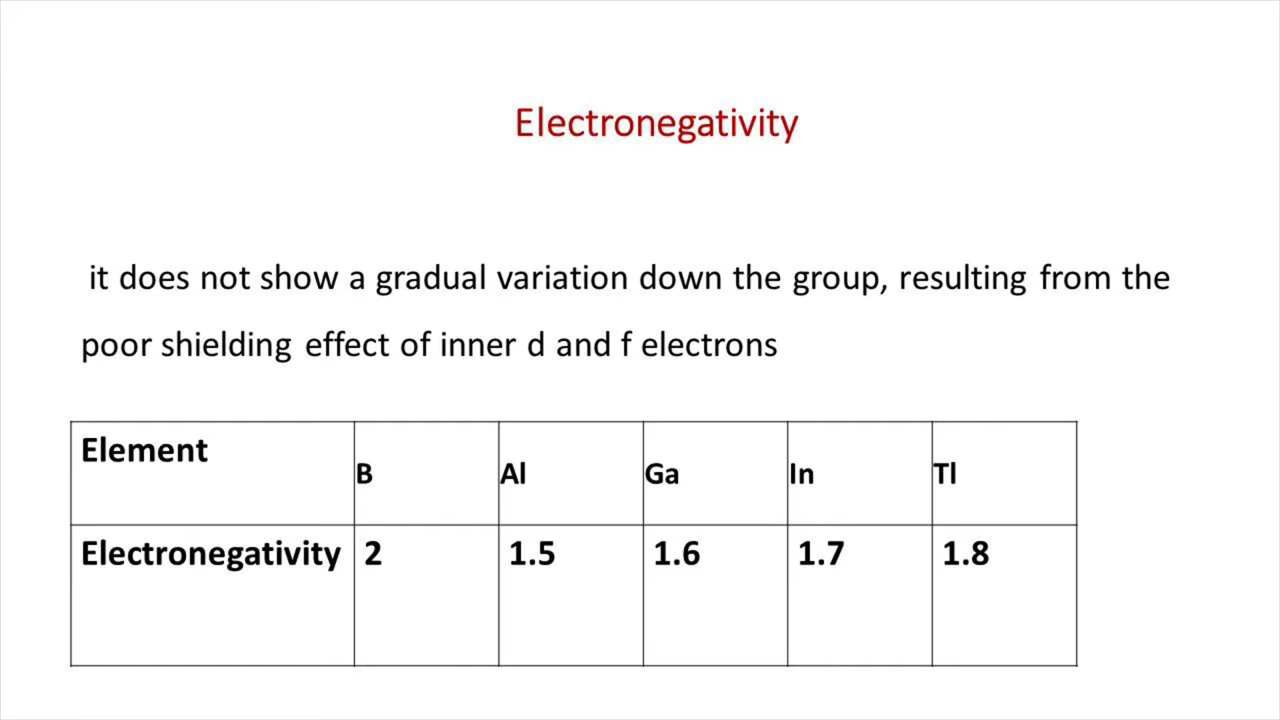 Electronegativity
it does not show a gradual variation down the group, resulting from the
poor shielding effect of inner d and f electrons
Element B Al Ga In Tl
Electronegativity 2 1.5 1.6 1.7 1.8